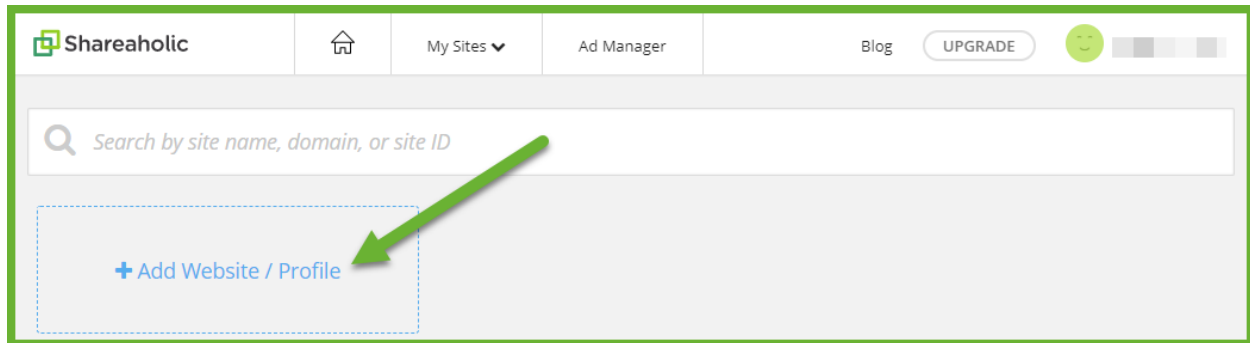 Shareaholic My Sites Ad Manager Blog UPGRADE
Search by site name, domain, or site ID
+ Add Website / Profile